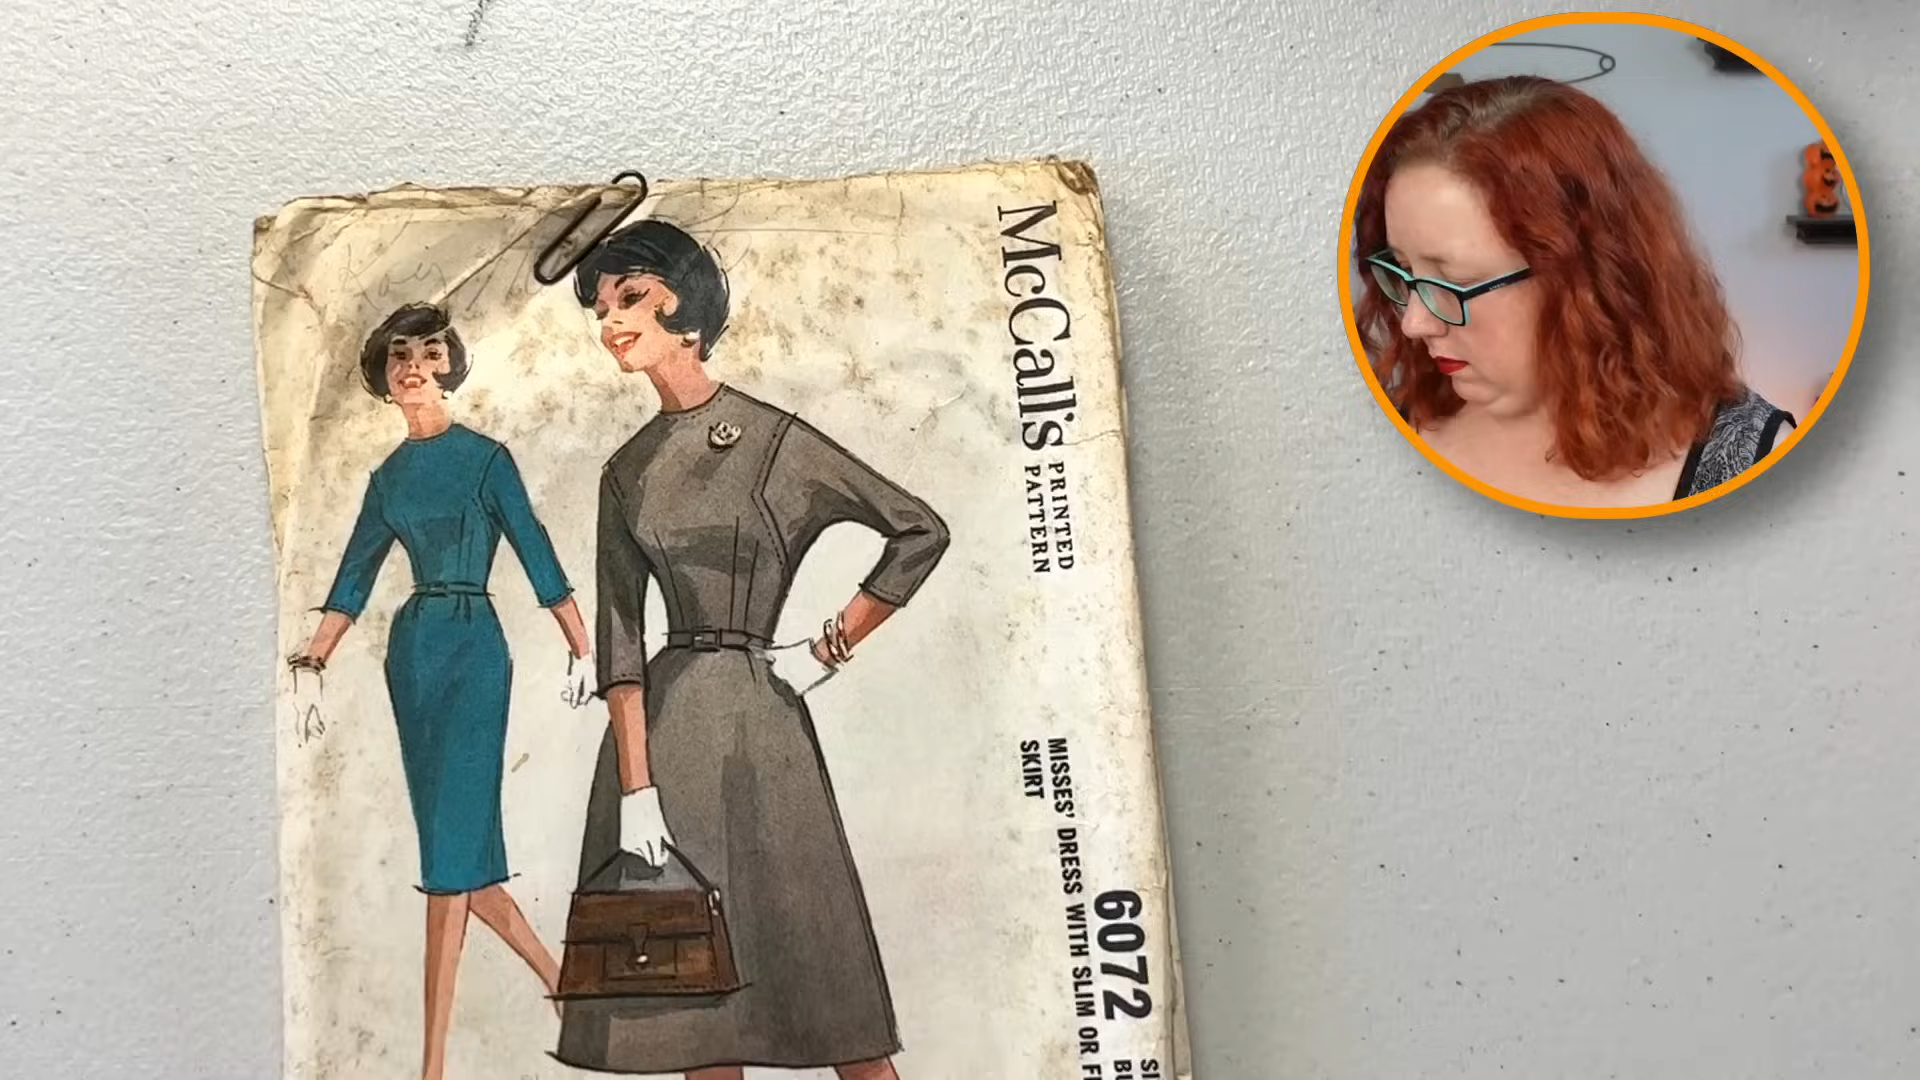 McCall's
PRINTED
PATTERN
MISSES' DRESS WITH SLIM OR
SKIRT
6072